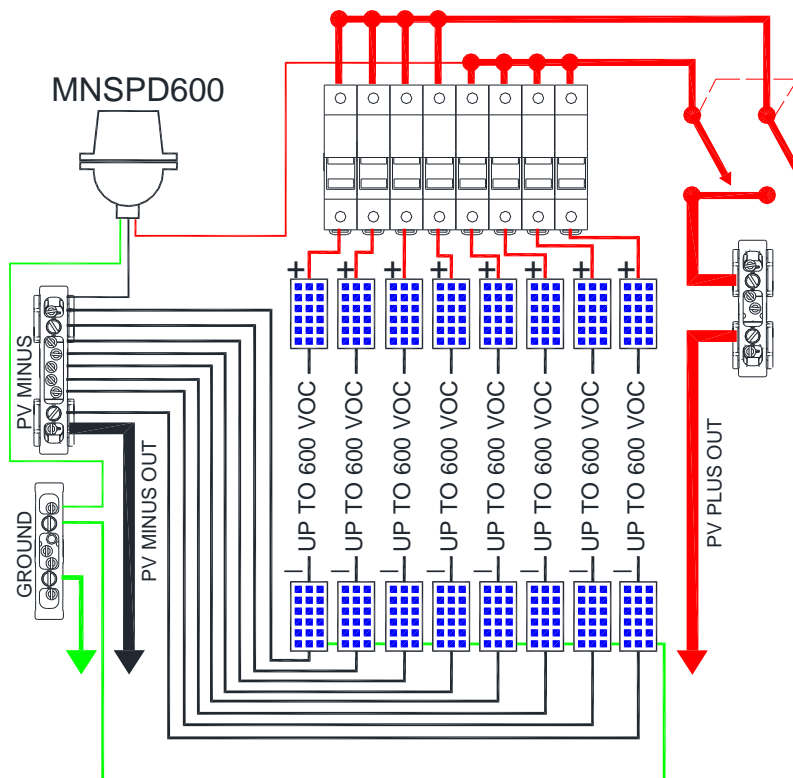 MNSPD600
+ + + + + + + +
PV MINUS
UP TO 600 VOC
UP TO 600 VOC
UP TO 600 VOC
UP TO 600 VOC
UP TO 600 VOC
UP TO 600 VOC
UP TO 600 VOC
UP TO 600 VOC
PV PLUS OUT
PV MINUS OUT
GROUND